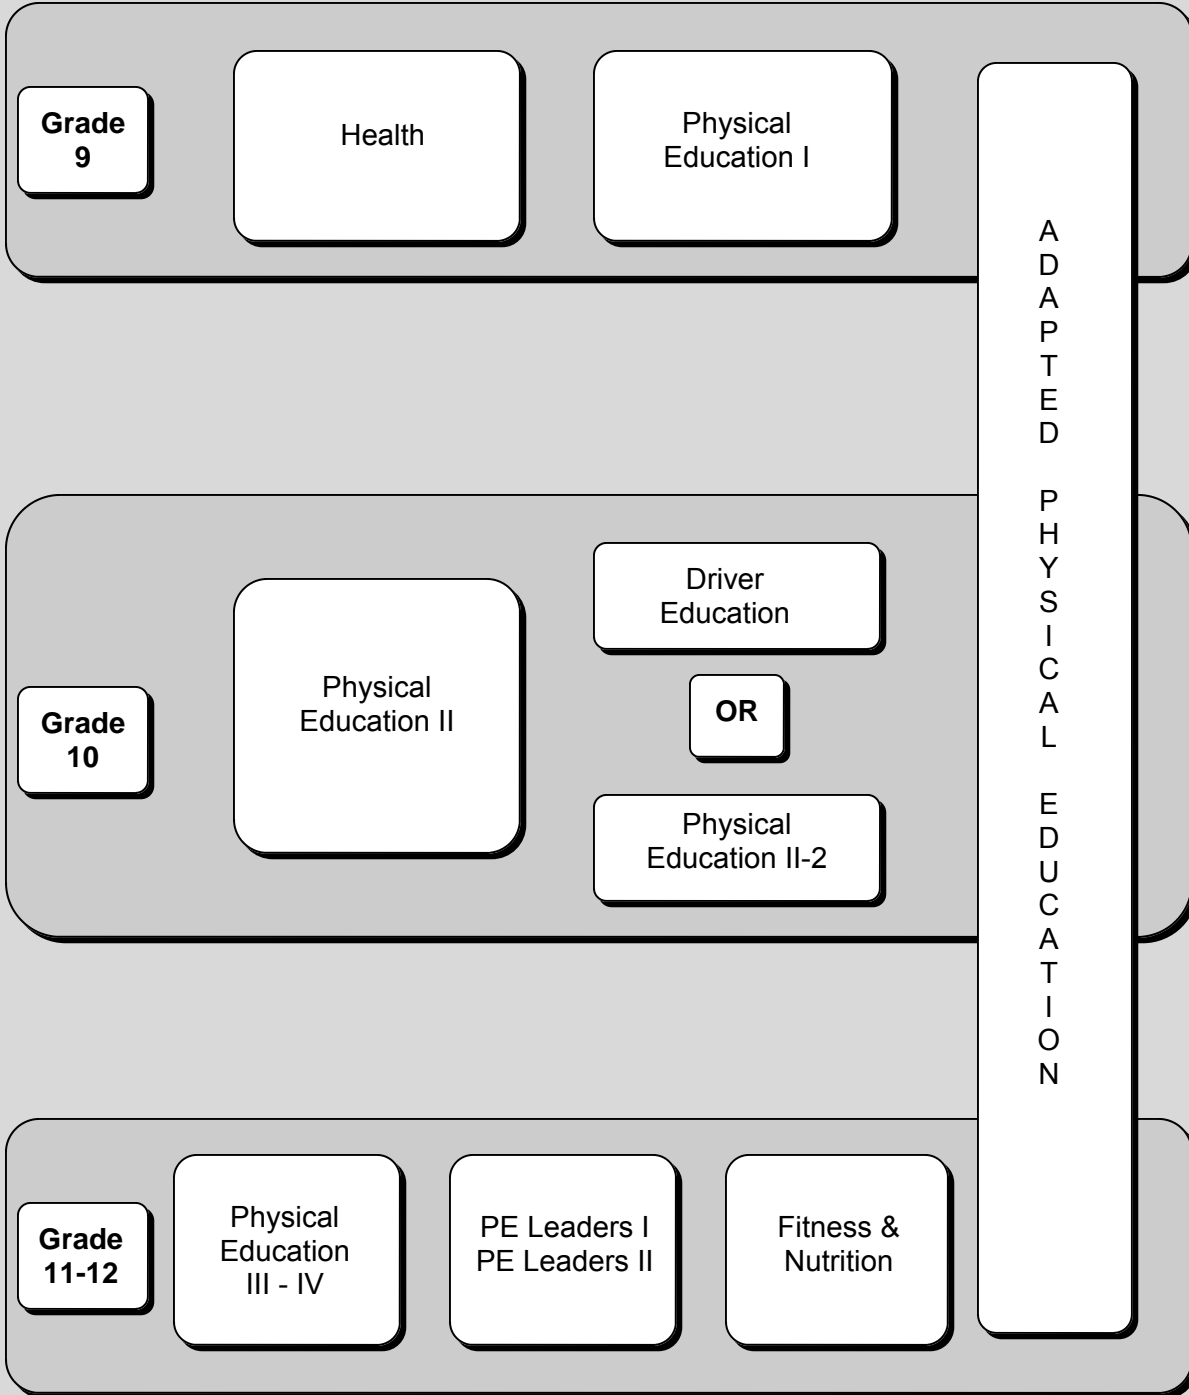 Grade
9
Health
Physical
Education I
Grade
10
Physical
Education II
Driver
Education
OR
Physical
Education II-2
Grade
11-12
Physical
Education
III - IV
PE Leaders I
PE Leaders II
Fitness &
Nutrition
A
D
A
P
T
E
D
P
H
Y
S
I
C
A
L
E
D
U
C
A
T
I
O
N